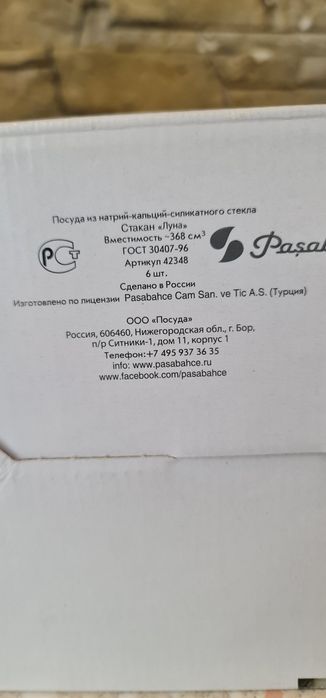 Посуда из натрий-кальций-силикатного стекла
Стакан «Луна»
Вместимость ~368 см³
ГОСТ 30407-96
Артикул 42348
6 шт.
Сделано в России
Изготовлено по лицензии Pasabahce Cam San. ve Tic A.S. (Турция)
ООО «Посуда»
Россия, 606460, Нижегородская обл., г. Бор,
п/р Ситники-1, дом 11, корпус 1
Телефон:+7 495 937 36 35
info: www.pasabahce.ru
www.facebook.com/pasabahce
РСТ
Paşab